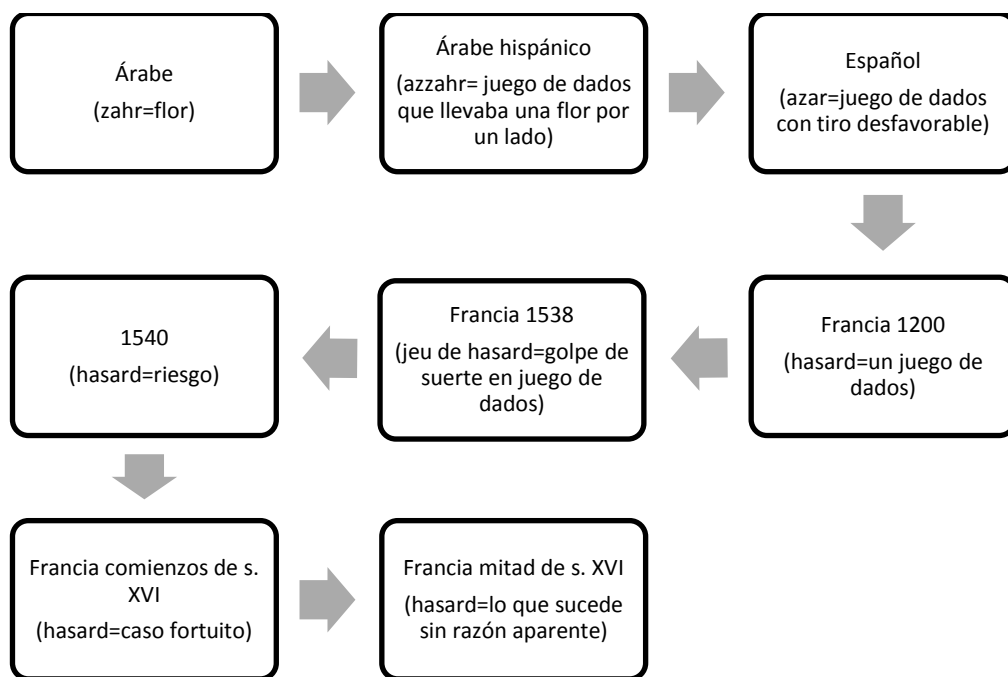 Árabe
(zahr=flor)
Árabe hispánico
(azzahr= juego de dados
que llevaba una flor por
un lado)
Español
(azar=juego de dados
con tiro desfavorable)
Francia 1200
(hasard=un juego de
dados)
Francia 1538
(jeu de hasard=golpe de
suerte en juego de
dados)
1540
(hasard=riesgo)
Francia comienzos de s.
XVI
(hasard=caso fortuito)
Francia mitad de s. XVI
(hasard=lo que sucede
sin razón aparente)